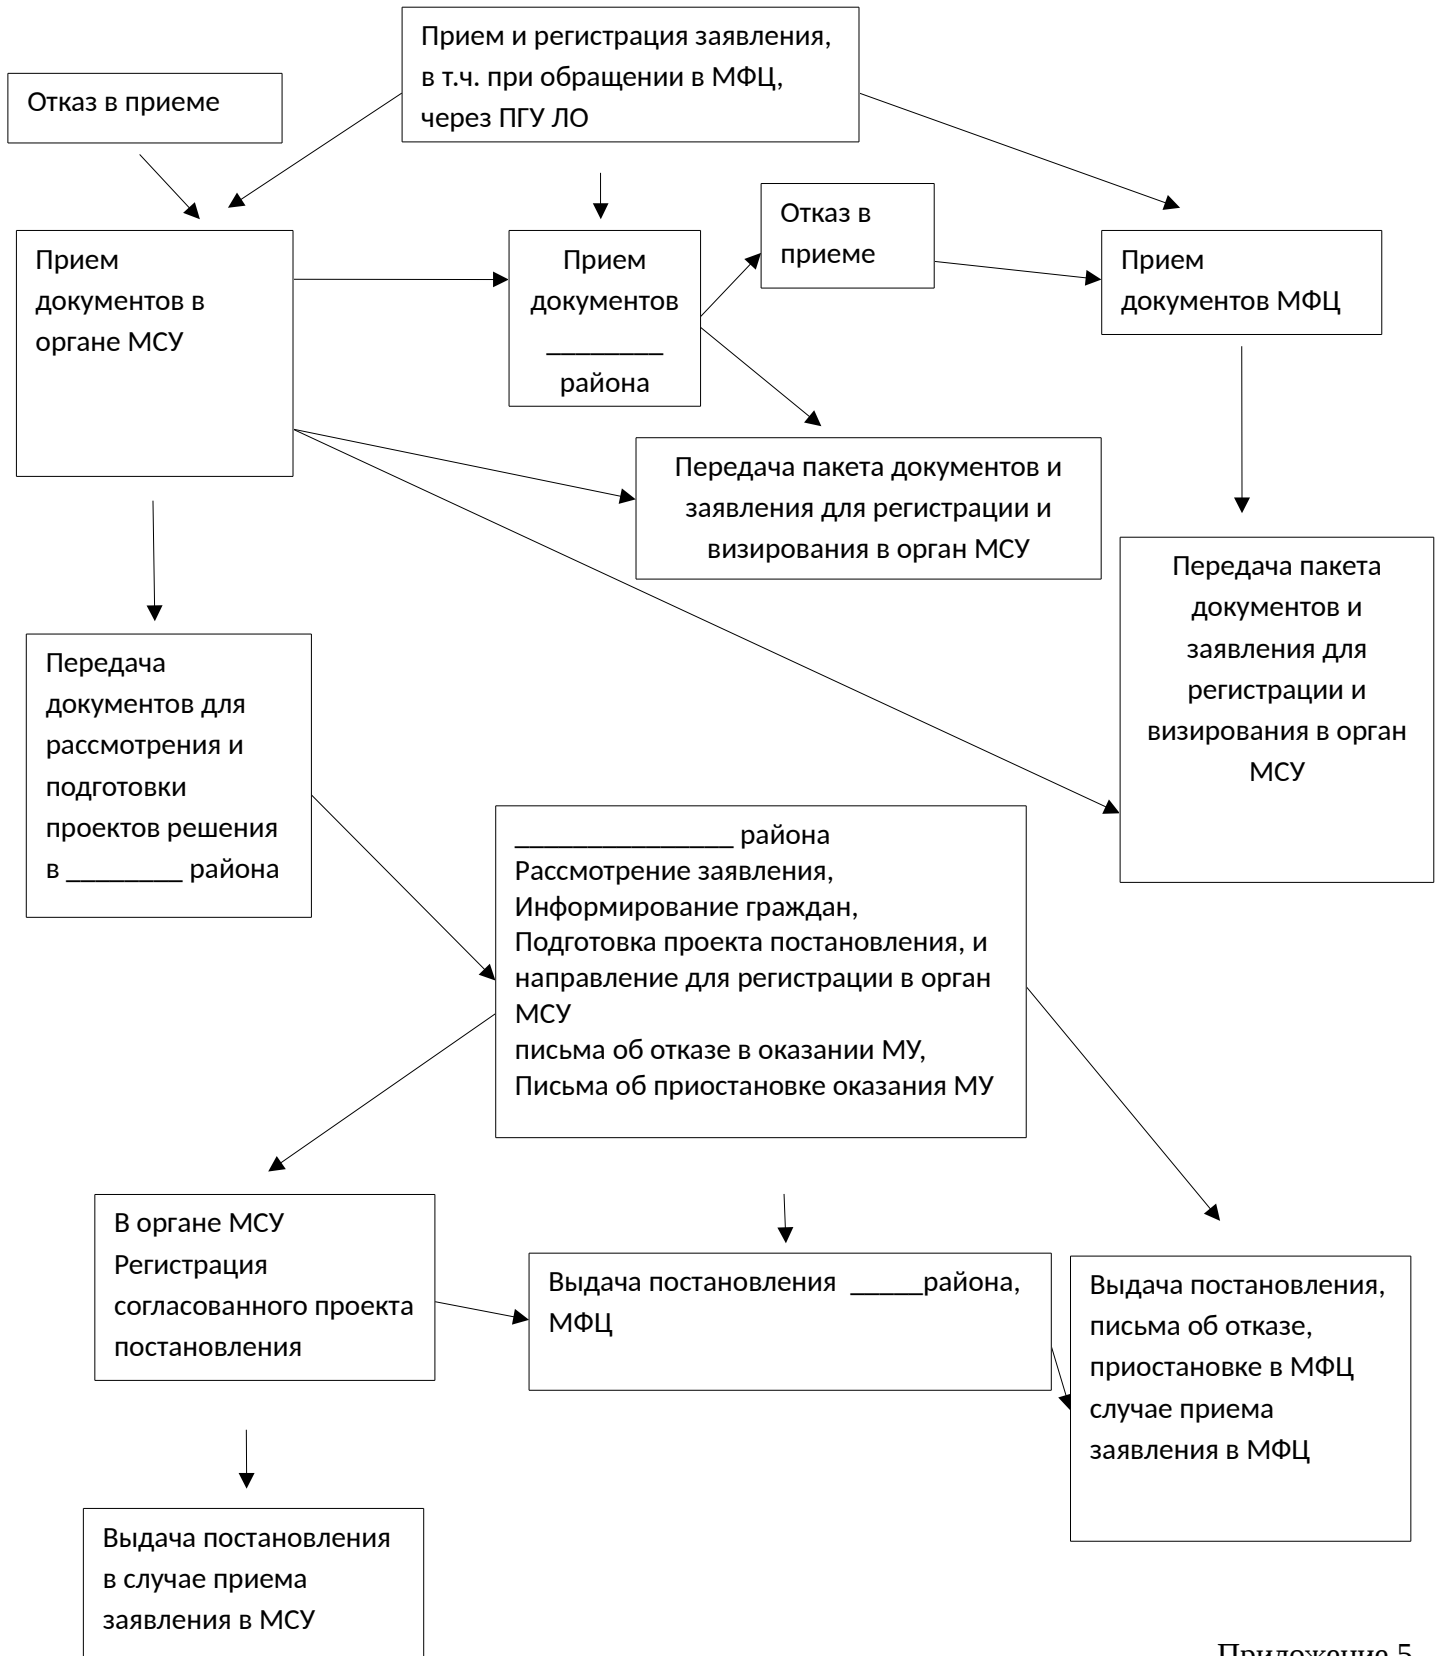 Прием и регистрация заявления,
в т.ч. при обращении в МФЦ,
через ПГУ ЛО
Отказ в приеме
Отказ в
приеме
Прием
документов в
органе МСУ
Прием
документов
________
района
Прием
документов МФЦ
Передача пакета документов и
заявления для регистрации и
визирования в орган МСУ
Передача пакета
документов и
заявления для
регистрации и
визирования в орган
МСУ
Передача
документов для
рассмотрения и
подготовки
проектов решения
в ________ района
_______________ района
Рассмотрение заявления,
Информирование граждан,
Подготовка проекта постановления, и
направление для регистрации в орган
МСУ
письма об отказе в оказании МУ,
Письма об приостановке оказания МУ
В органе МСУ
Регистрация
согласованного проекта
постановления
Выдача постановления _____района,
МФЦ
Выдача постановления,
письма об отказе,
приостановке в МФЦ
случае приема
заявления в МФЦ
Выдача постановления
в случае приема
заявления в МСУ
Приложение 5